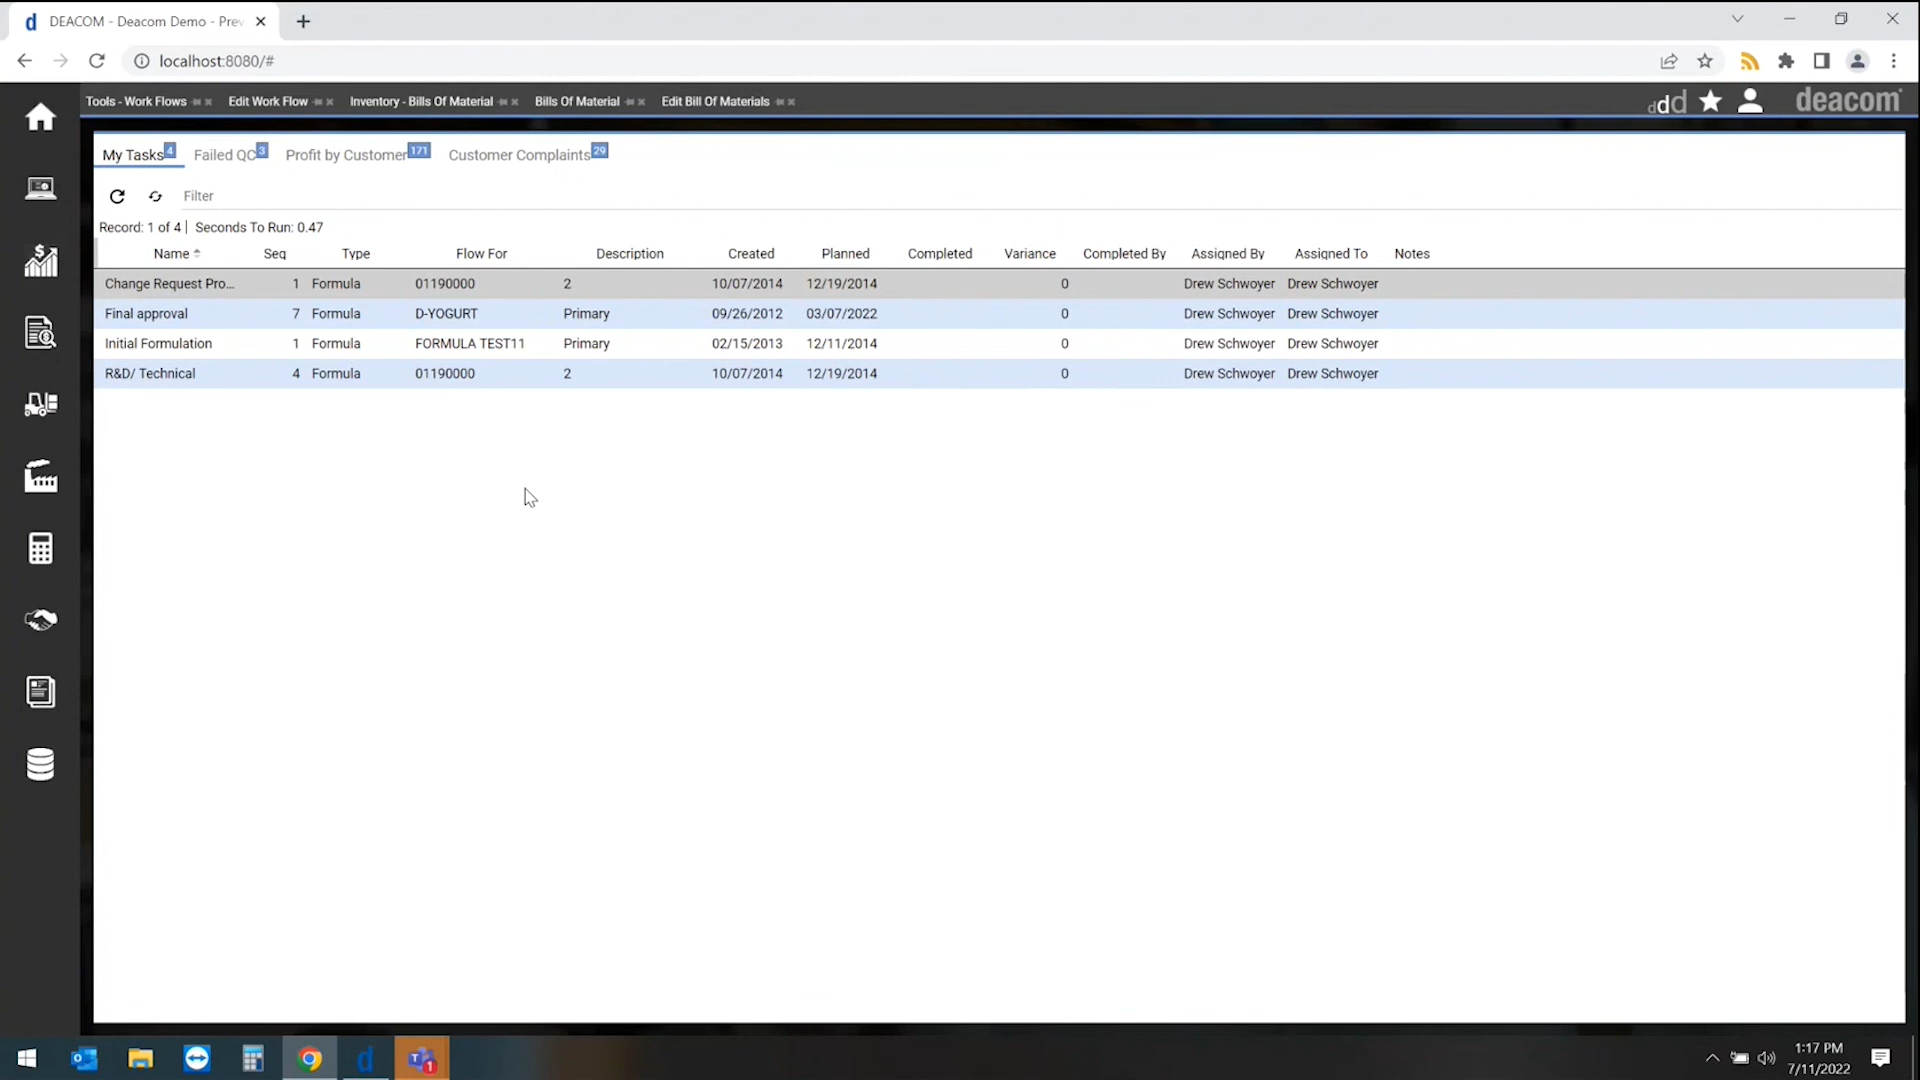 d DEACOM - Deacom Demo - Prev
localhost:8080/#
Tools - Work Flows Edit Work Flow Inventory - Bills Of Material Bills Of Material Edit Bill Of Materials ddd deacom
My Tasks 4 Failed QC 3 Profit by Customer 171 Customer Complaints 29
Filter
Record: 1 of 4 | Seconds To Run: 0.47
Name Seq Type Flow For Description Created Planned Completed Variance Completed By Assigned By Assigned To Notes
Change Request Pro... 1 Formula 01190000 2 10/07/2014 12/19/2014 0 Drew Schwoyer Drew Schwoyer
Final approval 7 Formula D-YOGURT Primary 09/26/2012 03/07/2022 0 Drew Schwoyer Drew Schwoyer
Initial Formulation 1 Formula FORMULA TEST11 Primary 02/15/2013 12/11/2014 0 Drew Schwoyer Drew Schwoyer
R&D/ Technical 4 Formula 01190000 2 10/07/2014 12/19/2014 0 Drew Schwoyer Drew Schwoyer
d 1
1:17 PM
7/11/2022